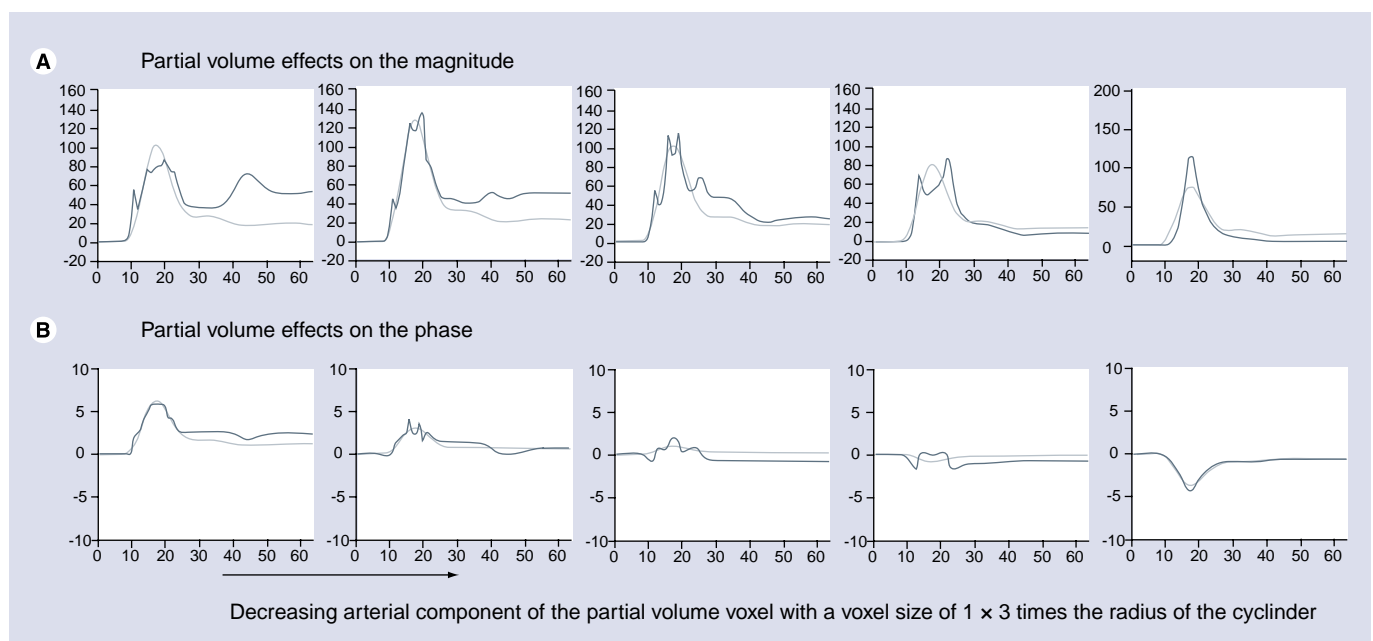 A Partial volume effects on the magnitude
160 160 160 160 200
140 140 140 140
120 120 120 120 150
100 100 100 100
80 80 80 80 100
60 60 60 60
40 40 40 40 50
20 20 20 20
0 0 0 0 0
-20 -20 -20 -20
0 10 20 30 40 50 60 0 10 20 30 40 50 60 0 10 20 30 40 50 60 0 10 20 30 40 50 60 0 10 20 30 40 50 60
B Partial volume effects on the phase
10 10 10 10 10
5 5 5 5 5
0 0 0 0 0
-5 -5 -5 -5 -5
-10 -10 -10 -10 -10
0 10 20 30 40 50 60 0 10 20 30 40 50 60 0 10 20 30 40 50 60 0 10 20 30 40 50 60 0 10 20 30 40 50 60
Decreasing arterial component of the partial volume voxel with a voxel size of 1 × 3 times the radius of the cyclinder